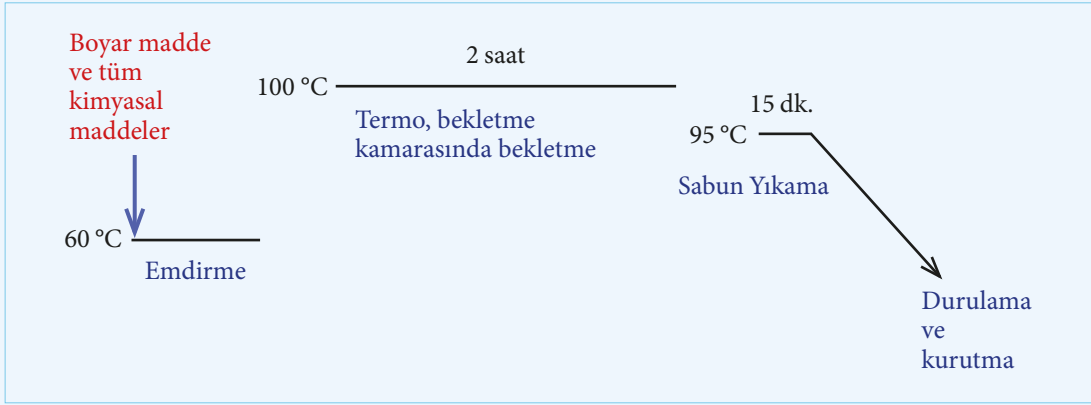 Boyar madde
ve tüm
kimyasal
maddeler
60 °C
Emdirme
100 °C
2 saat
Termo, bekletme
kamarasında bekletme
15 dk.
95 °C
Sabun Yıkama
Durulama
ve
kurutma